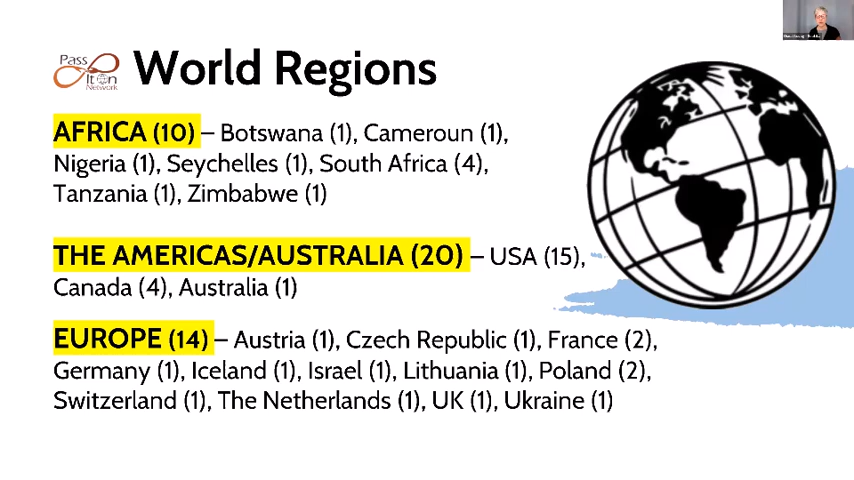 Pass
It on
Network
World Regions
AFRICA (10) – Botswana (1), Cameroun (1),
Nigeria (1), Seychelles (1), South Africa (4),
Tanzania (1), Zimbabwe (1)
THE AMERICAS/AUSTRALIA (20) – USA (15),
Canada (4), Australia (1)
EUROPE (14) – Austria (1), Czech Republic (1), France (2),
Germany (1), Iceland (1), Israel (1), Lithuania (1), Poland (2),
Switzerland (1), The Netherlands (1), UK (1), Ukraine (1)